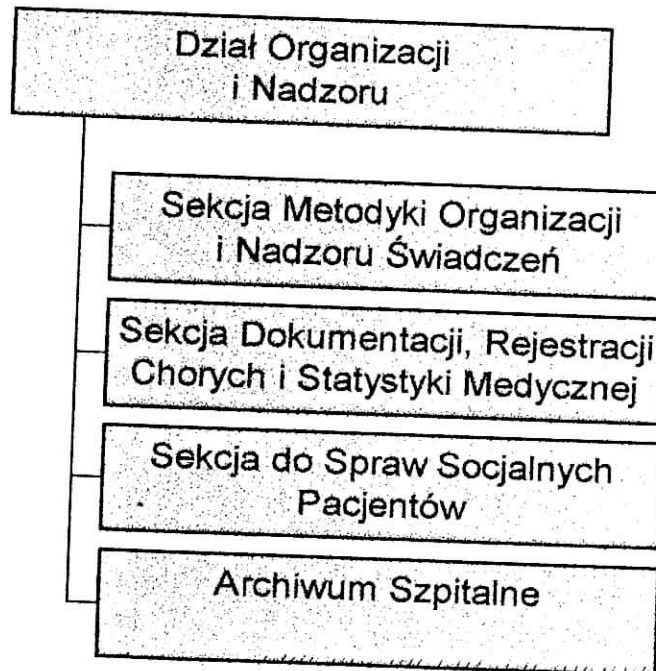 Dział Organizacji
i Nadzoru
Sekcja Metodyki Organizacji
i Nadzoru Świadczeń
Sekcja Dokumentacji, Rejestracji
Chorych i Statystyki Medycznej
Sekcja do Spraw Socjalnych
Pacjentów
Archiwum Szpitalne